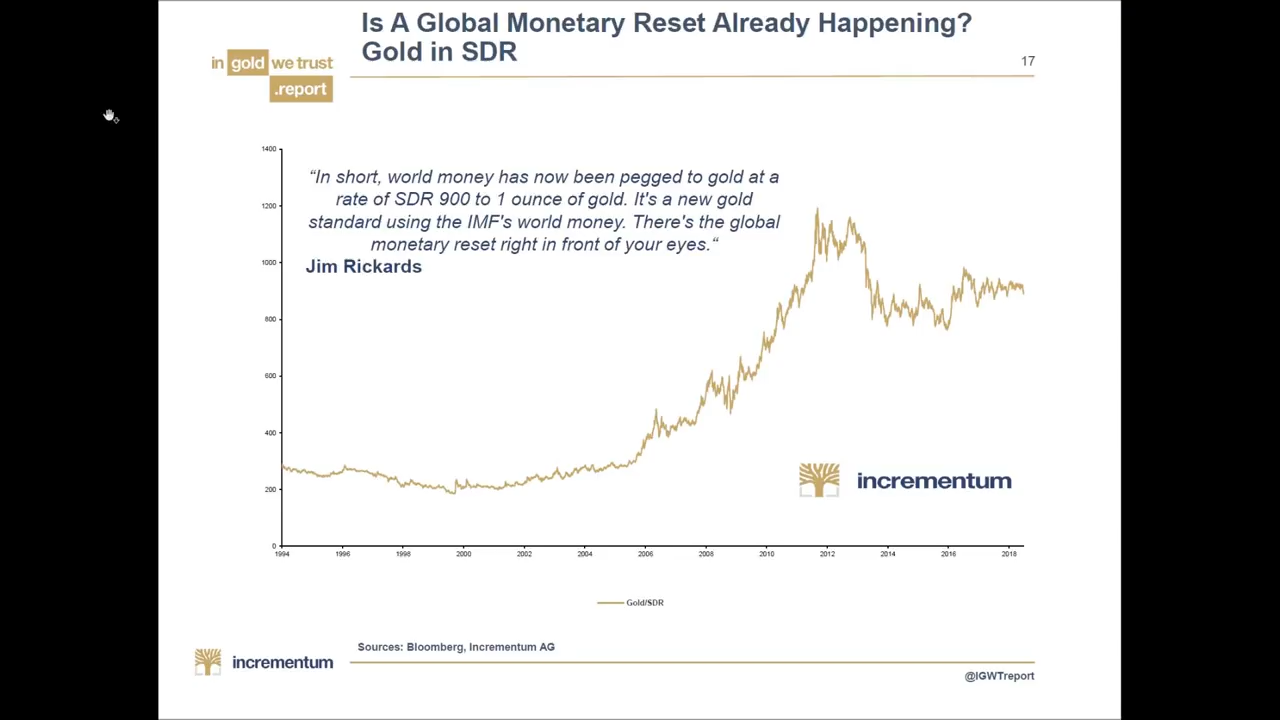 Is A Global Monetary Reset Already Happening?
Gold in SDR
in gold we trust
.report
17
1400
1200
1000
800
600
400
200
0
“In short, world money has now been pegged to gold at a
rate of SDR 900 to 1 ounce of gold. It's a new gold
standard using the IMF's world money. There's the global
monetary reset right in front of your eyes.“
Jim Rickards
incrementum
1994 1996 1998 2000 2002 2004 2006 2008 2010 2012 2014 2016 2018
Gold/SDR
Sources: Bloomberg, Incrementum AG
incrementum
@IGWTreport